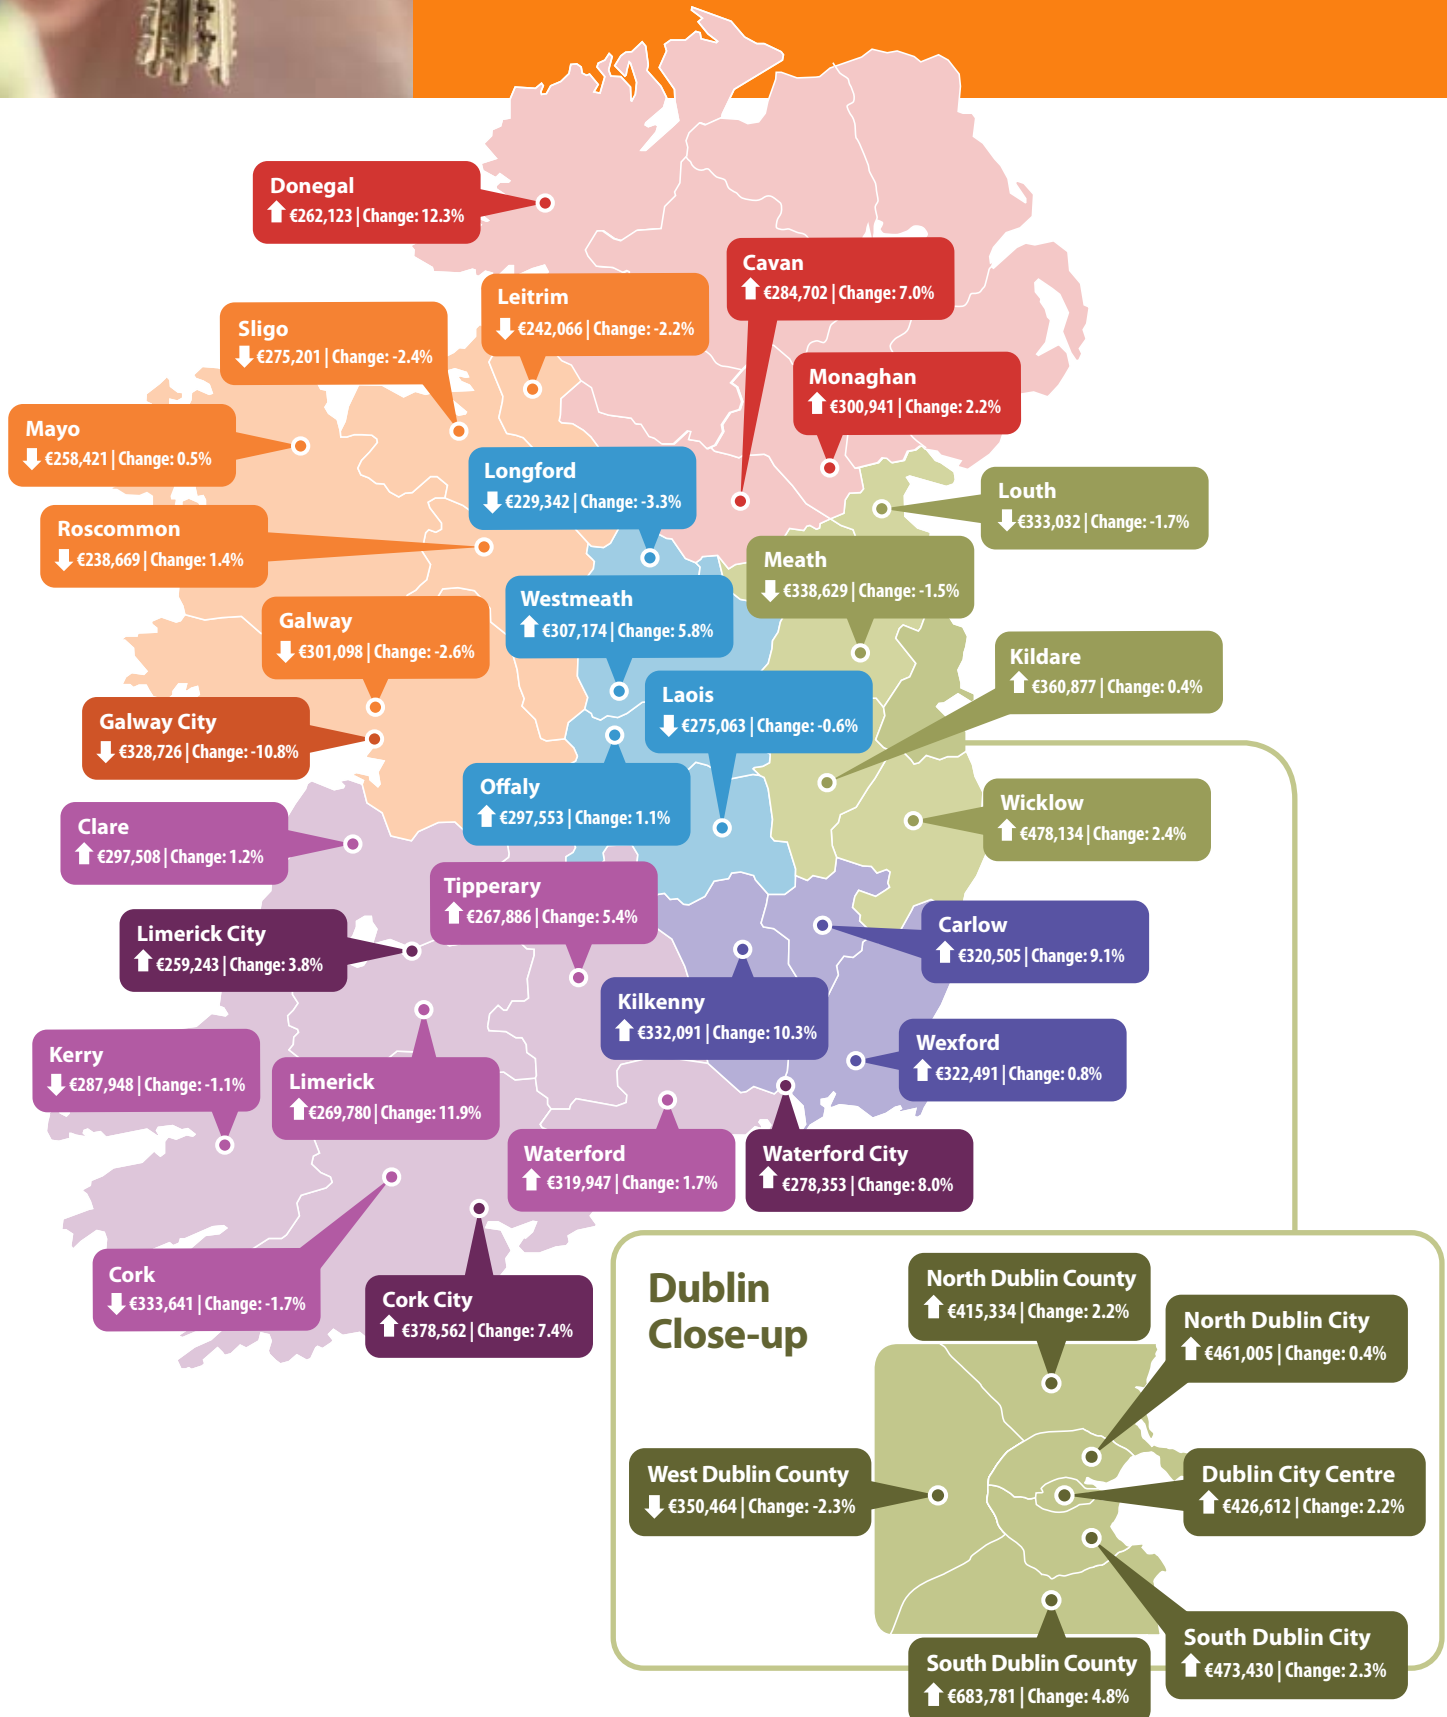 Donegal
€262,123 | Change: 12.3%
Cavan
€284,702 | Change: 7.0%
Leitrim
€242,066 | Change: -2.2%
Sligo
€275,201 | Change: -2.4%
Monaghan
€300,941 | Change: 2.2%
Mayo
€258,421 | Change: 0.5%
Longford
€229,342 | Change: -3.3%
Louth
€333,032 | Change: -1.7%
Roscommon
€238,669 | Change: 1.4%
Meath
€338,629 | Change: -1.5%
Westmeath
€307,174 | Change: 5.8%
Galway
€301,098 | Change: -2.6%
Kildare
€360,877 | Change: 0.4%
Laois
€275,063 | Change: -0.6%
Galway City
€328,726 | Change: -10.8%
Offaly
€297,553 | Change: 1.1%
Wicklow
€478,134 | Change: 2.4%
Clare
€297,508 | Change: 1.2%
Tipperary
€267,886 | Change: 5.4%
Limerick City
€259,243 | Change: 3.8%
Carlow
€320,505 | Change: 9.1%
Kilkenny
€332,091 | Change: 10.3%
Wexford
€322,491 | Change: 0.8%
Kerry
€287,948 | Change: -1.1%
Limerick
€269,780 | Change: 11.9%
Waterford
€319,947 | Change: 1.7%
Waterford City
€278,353 | Change: 8.0%
Cork
€333,641 | Change: -1.7%
Cork City
€378,562 | Change: 7.4%
Dublin
Close-up
North Dublin County
€415,334 | Change: 2.2%
North Dublin City
€461,005 | Change: 0.4%
West Dublin County
€350,464 | Change: -2.3%
Dublin City Centre
€426,612 | Change: 2.2%
South Dublin City
€473,430 | Change: 2.3%
South Dublin County
€683,781 | Change: 4.8%